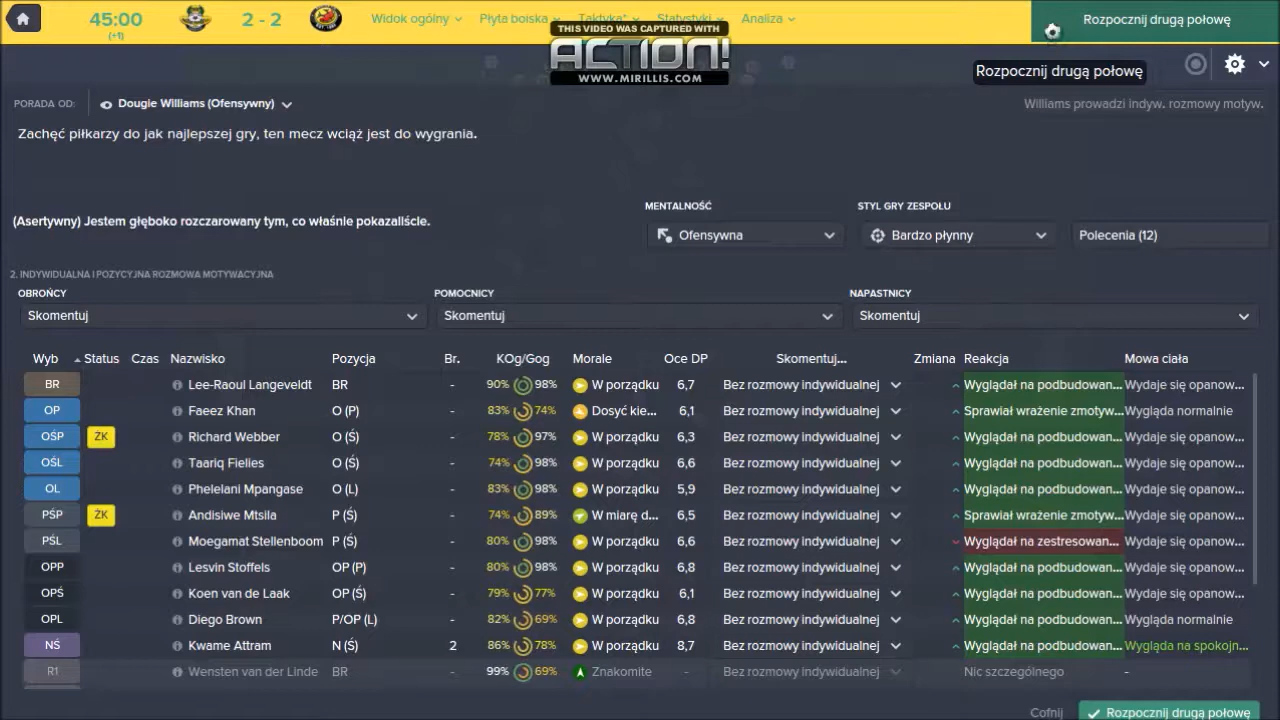 45:00
(+1)
2 - 2
Widok ogólny
Płyta boiska
Taktyka*
Statystyki
Analiza
Rozpocznij drugą połowę
THIS VIDEO WAS CAPTURED WITH
ACTION!
WWW.MIRILLIS.COM
Rozpocznij drugą połowę
PORADA OD: Dougie Williams (Ofensywny)
Williams prowadzi indyw. rozmowy motyw.
Zachęć piłkarzy do jak najlepszej gry, ten mecz wciąż jest do wygrania.
MENTALNOŚĆ STYL GRY ZESPOŁU
(Asertywny) Jestem głęboko rozczarowany tym, co właśnie pokazaliście.
Ofensywna Bardzo płynny Polecenia (12)
2. INDYWIDUALNA I POZYCYJNA ROZMOWA MOTYWACYJNA
OBROŃCY POMOCNICY NAPASTNICY
Skomentuj Skomentuj Skomentuj
Wyb Status Czas Nazwisko Pozycja Br. KOg/Gog Morale Oce DP Skomentuj... Zmiana Reakcja Mowa ciała
BR Lee-Raoul Langeveldt BR - 90% 98% W porządku 6,7 Bez rozmowy indywidualnej Wyglądał na podbudowan... Wydaje się opanow...
OP Faeez Khan O (P) - 83% 74% Dosyć kie... 6,1 Bez rozmowy indywidualnej Sprawiał wrażenie zmotyw... Wygląda normalnie
OŚP ŻK Richard Webber O (Ś) - 78% 97% W porządku 6,3 Bez rozmowy indywidualnej Wyglądał na podbudowan... Wydaje się opanow...
OŚL Taariq Fielies O (Ś) - 74% 98% W porządku 6,6 Bez rozmowy indywidualnej Wyglądał na podbudowan... Wydaje się opanow...
OL Phelelani Mpangase O (L) - 83% 98% W porządku 5,9 Bez rozmowy indywidualnej Wyglądał na podbudowan... Wydaje się opanow...
PŚP ŻK Andisiwe Mtsila P (Ś) - 74% 89% W miarę d... 6,5 Bez rozmowy indywidualnej Sprawiał wrażenie zmotyw... Wydaje się opanow...
PŚL Moegamat Stellenboom P (Ś) - 80% 98% W porządku 6,6 Bez rozmowy indywidualnej Wyglądał na zestresowan... Wydaje się opanow...
OPP Lesvin Stoffels OP (P) - 80% 98% W porządku 6,8 Bez rozmowy indywidualnej Wyglądał na podbudowan... Wydaje się opanow...
OPŚ Koen van de Laak OP (Ś) - 79% 77% W porządku 6,1 Bez rozmowy indywidualnej Wyglądał na podbudowan... Wydaje się opanow...
OPL Diego Brown P/OP (L) - 82% 69% W porządku 6,8 Bez rozmowy indywidualnej Wyglądał na podbudowan... Wygląda normalnie
NŚ Kwame Attram N (Ś) 2 86% 78% W porządku 8,7 Bez rozmowy indywidualnej Wyglądał na podbudowan... Wygląda na spokojn...
R1 Wensten van der Linde BR 99% 69% Znakomite - Bez rozmowy indywidualnej Nic szczególnego -
Cofnij Rozpocznij drugą połowę